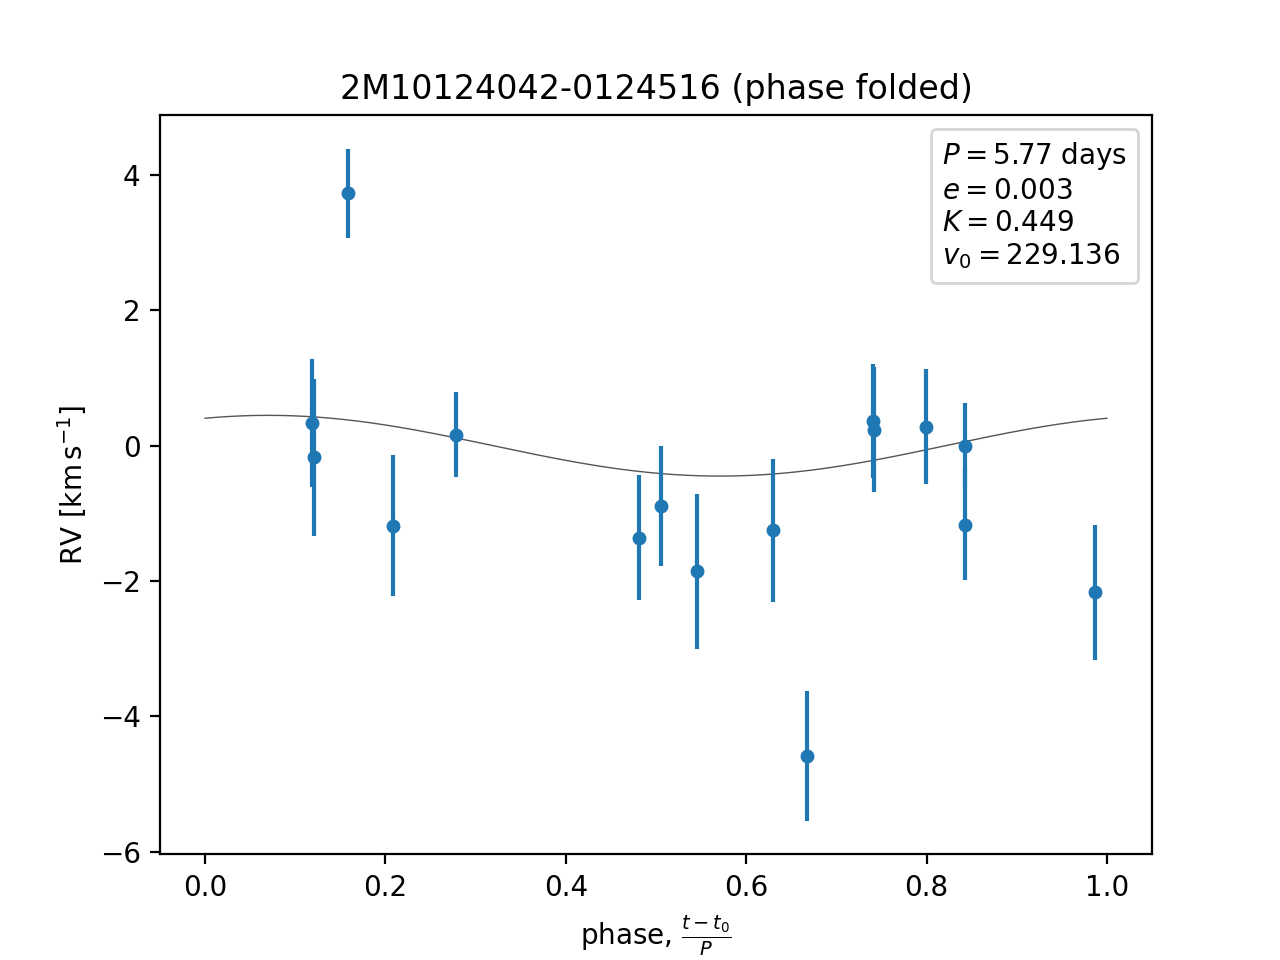 2M10124042-0124516 (phase folded)
P = 5.77 days
e = 0.003
K = 0.449
v₀ = 229.136
RV [km s⁻¹]
4
2
0
−2
−4
−6
0.0 0.2 0.4 0.6 0.8 1.0
phase, (t − t₀)/P